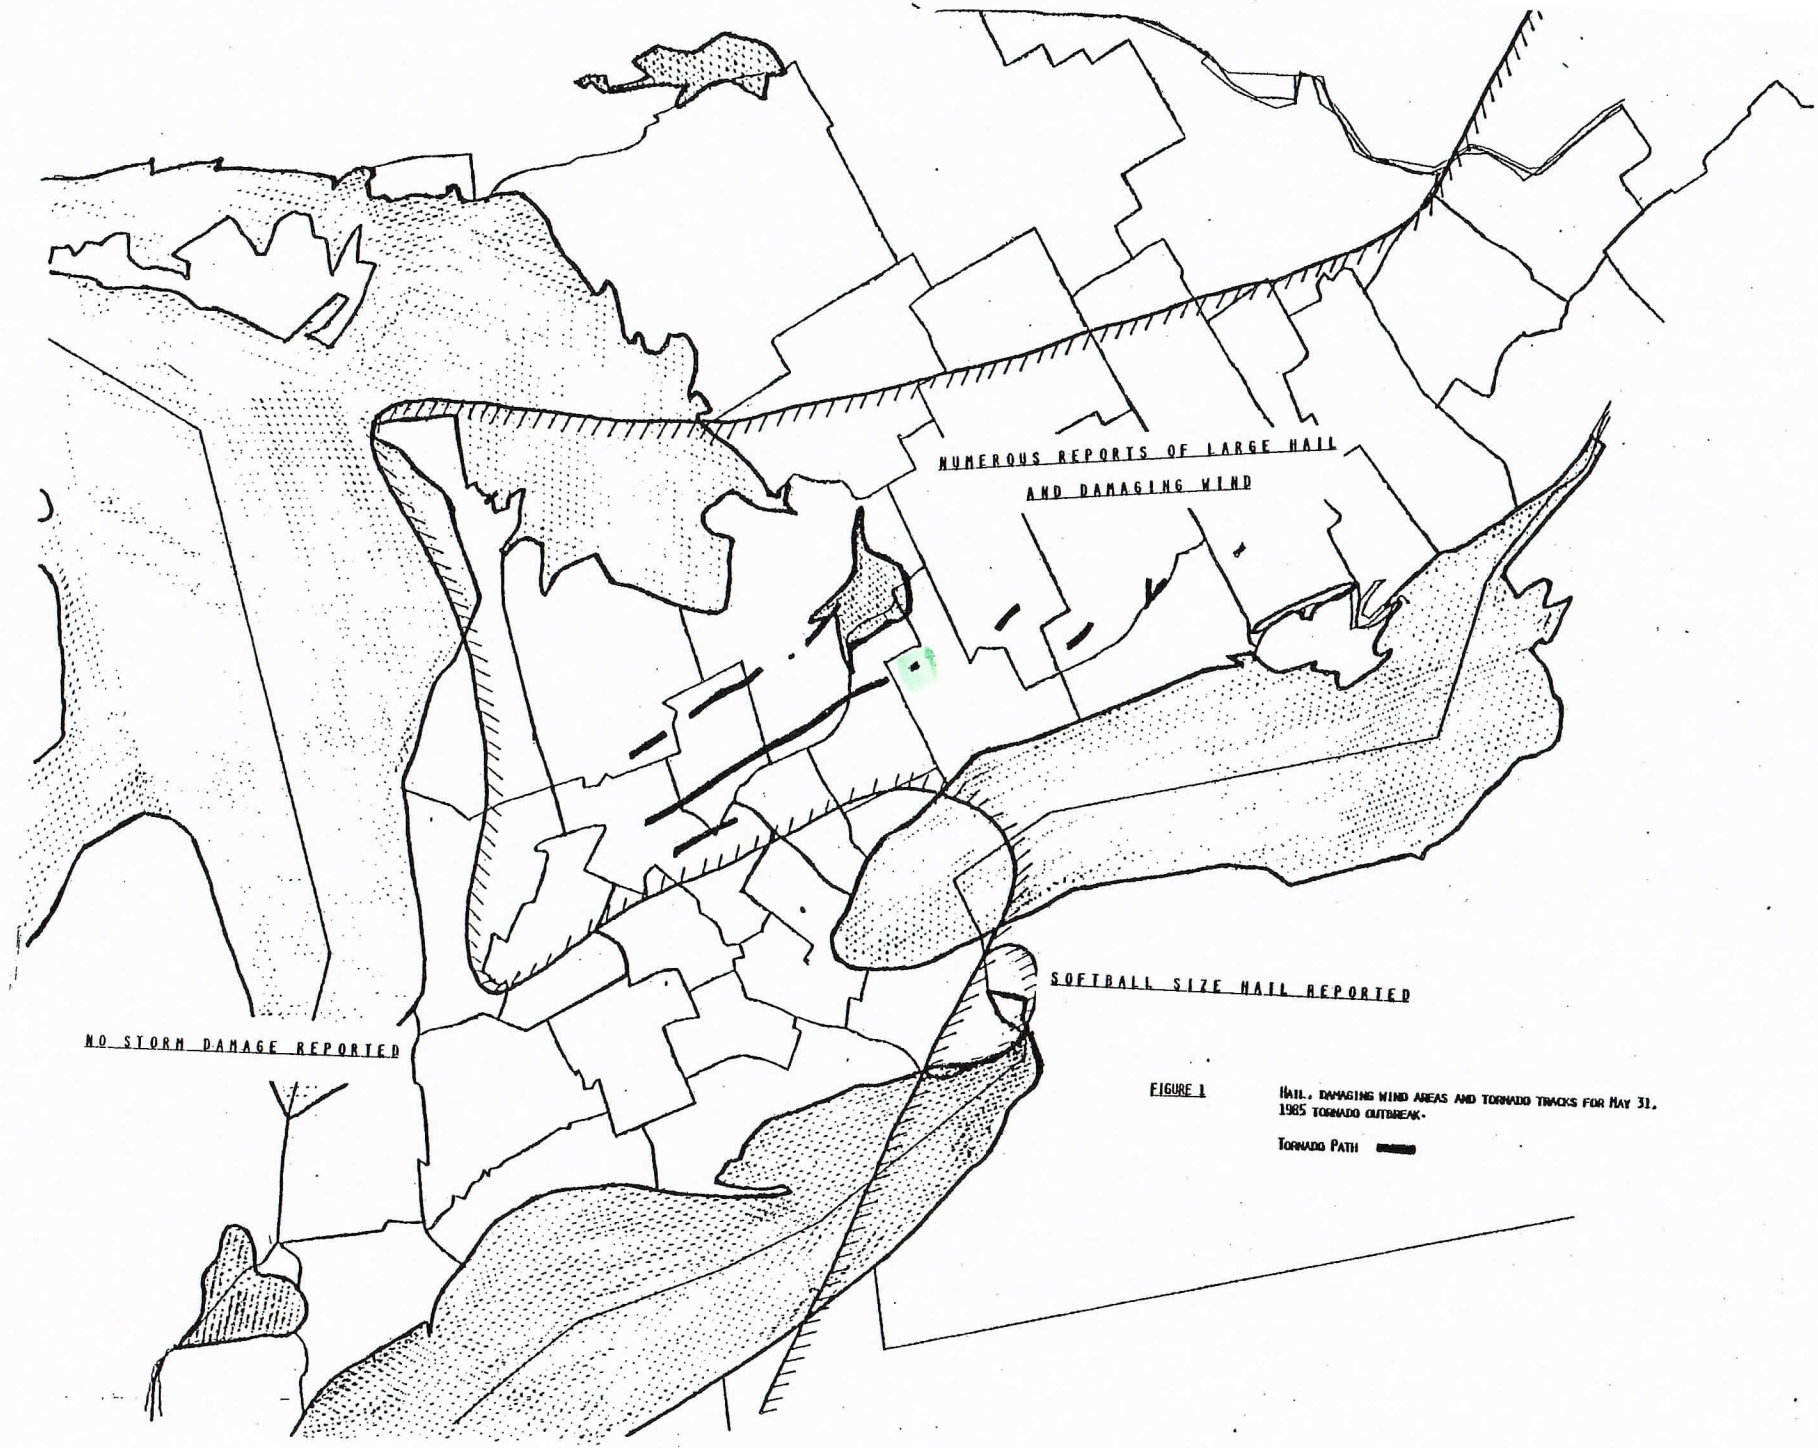 NUMEROUS REPORTS OF LARGE HAIL
AND DAMAGING WIND
SOFTBALL SIZE HAIL REPORTED
NO STORM DAMAGE REPORTED
FIGURE 1
HAIL, DAMAGING WIND AREAS AND TORNADO TRACKS FOR MAY 31,
1985 TORNADO OUTBREAK.
TORNADO PATH